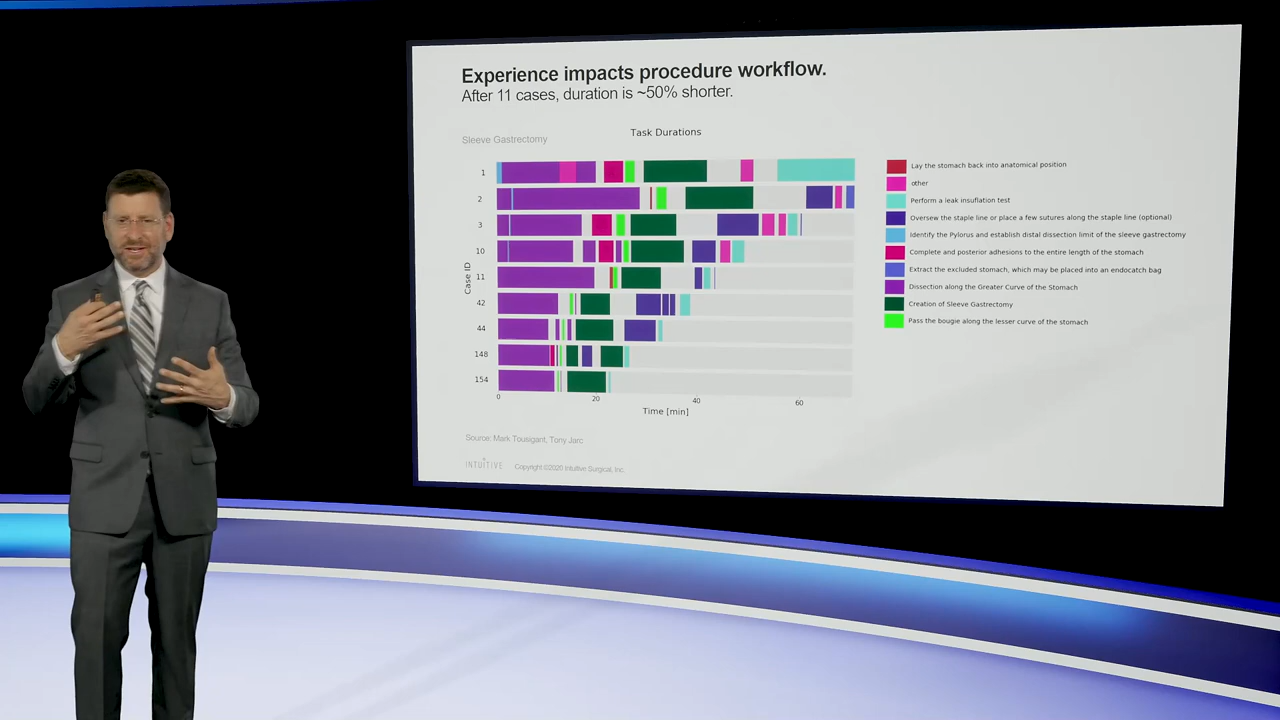 Experience impacts procedure workflow.
After 11 cases, duration is ~50% shorter.
Sleeve Gastrectomy
Task Durations
Case ID
1
2
3
10
11
42
44
148
154
0 20 40 60
Time [min]
Lay the stomach back into anatomical position
other
Perform a leak insuflation test
Oversew the staple line or place a few sutures along the staple line (optional)
Identify the Pylorus and establish distal dissection limit of the sleeve gastrectomy
Complete and posterior adhesions to the entire length of the stomach
Extract the excluded stomach, which may be placed into an endocatch bag
Dissection along the Greater Curve of the Stomach
Creation of Sleeve Gastrectomy
Pass the bougie along the lesser curve of the stomach
Source: Mark Tousigant, Tony Jarc
INTUITIVE
Copyright ©2020 Intuitive Surgical, Inc.